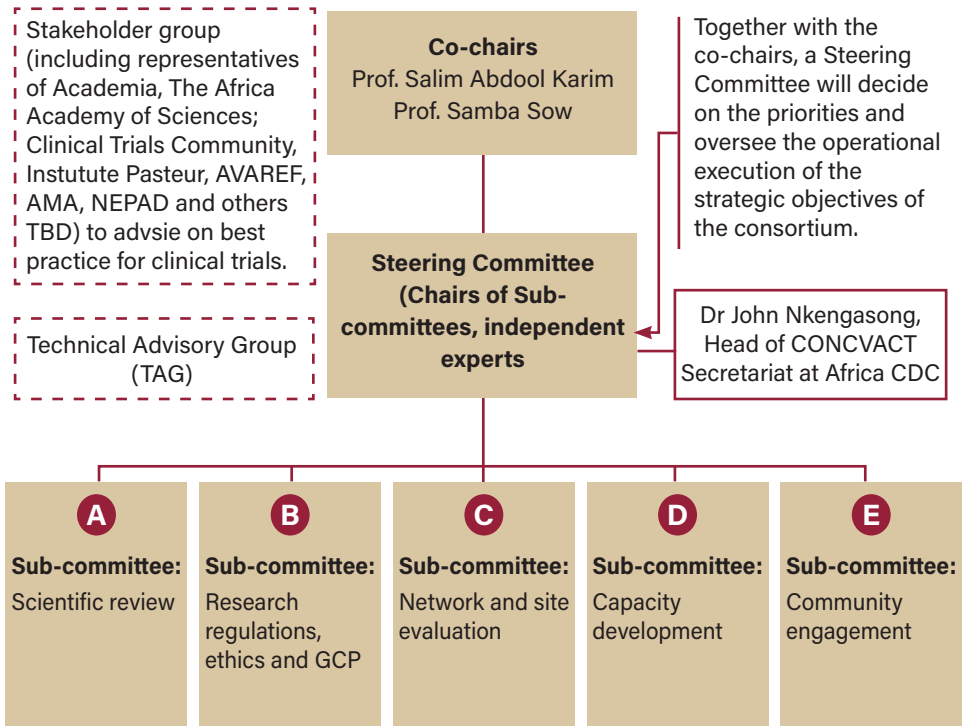 Stakeholder group
(including representatives
of Academia, The Africa
Academy of Sciences;
Clinical Trials Community,
Instutute Pasteur, AVAREF,
AMA, NEPAD and others
TBD) to advsie on best
practice for clinical trials.
Co-chairs
Prof. Salim Abdool Karim
Prof. Samba Sow
Together with the
co-chairs, a Steering
Committee will decide
on the priorities and
oversee the operational
execution of the
strategic objectives of
the consortium.
Technical Advisory Group
(TAG)
Steering Committee
(Chairs of Sub-
committees, independent
experts
Dr John Nkengasong,
Head of CONCVACT
Secretariat at Africa CDC
A
Sub-committee:
Scientific review
B
Sub-committee:
Research
regulations,
ethics and GCP
C
Sub-committee:
Network and site
evaluation
D
Sub-committee:
Capacity
development
E
Sub-committee:
Community
engagement